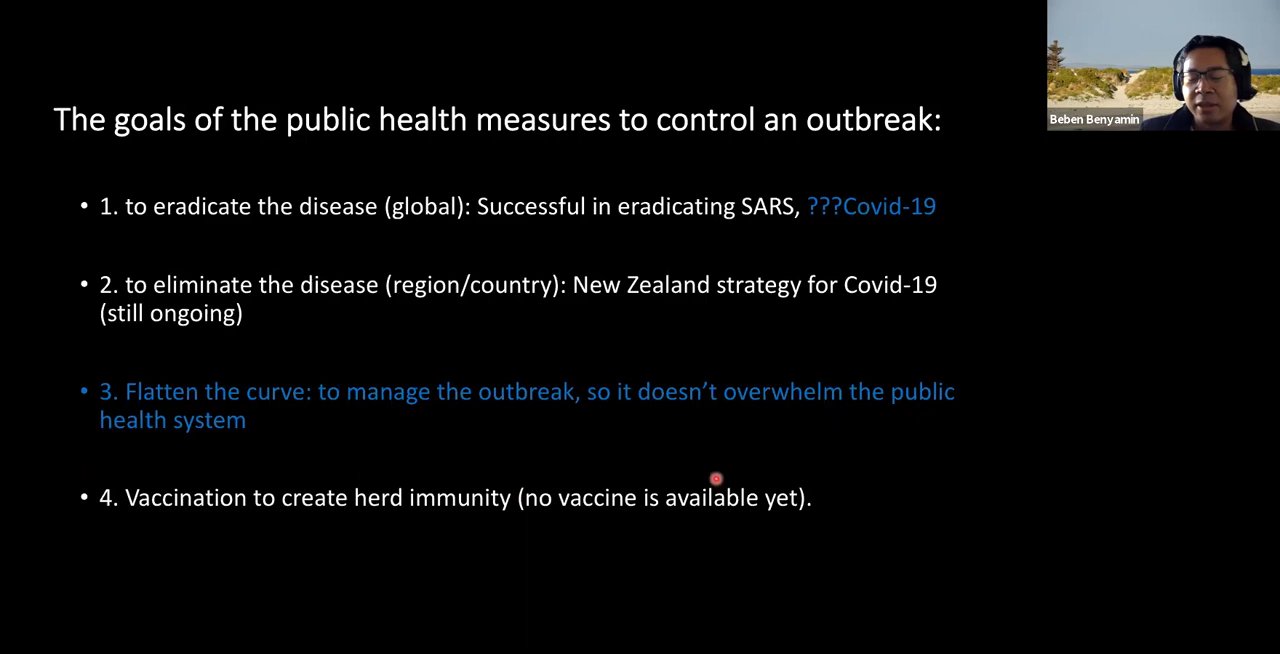 Beben Benyamin
The goals of the public health measures to control an outbreak:
• 1. to eradicate the disease (global): Successful in eradicating SARS, ???Covid-19
• 2. to eliminate the disease (region/country): New Zealand strategy for Covid-19
(still ongoing)
• 3. Flatten the curve: to manage the outbreak, so it doesn’t overwhelm the public
health system
• 4. Vaccination to create herd immunity (no vaccine is available yet).